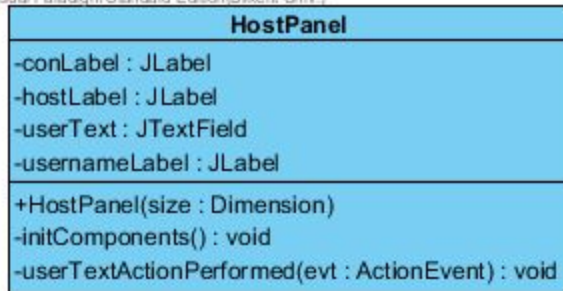 HostPanel
-conLabel : JLabel
-hostLabel : JLabel
-userText : JTextField
-usernameLabel : JLabel
+HostPanel(size : Dimension)
-initComponents() : void
-userTextActionPerformed(evt : ActionEvent) : void